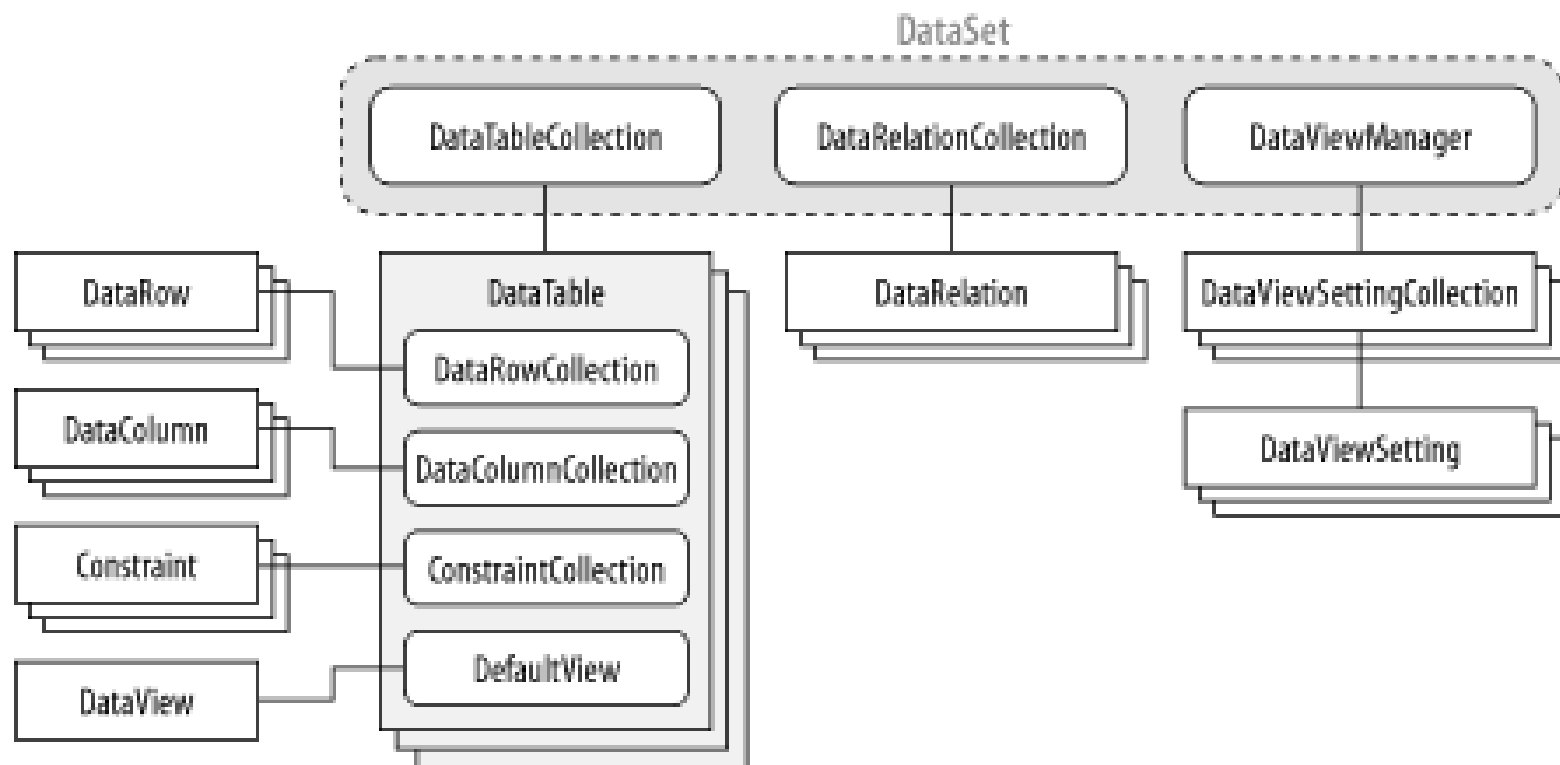 DataSet
DataTableCollection
DataRelationCollection
DataViewManager
DataRow
DataTable
DataRelation
DataViewSettingCollection
DataRowCollection
DataColumn
DataColumnCollection
DataViewSetting
Constraint
ConstraintCollection
DefaultView
DataView